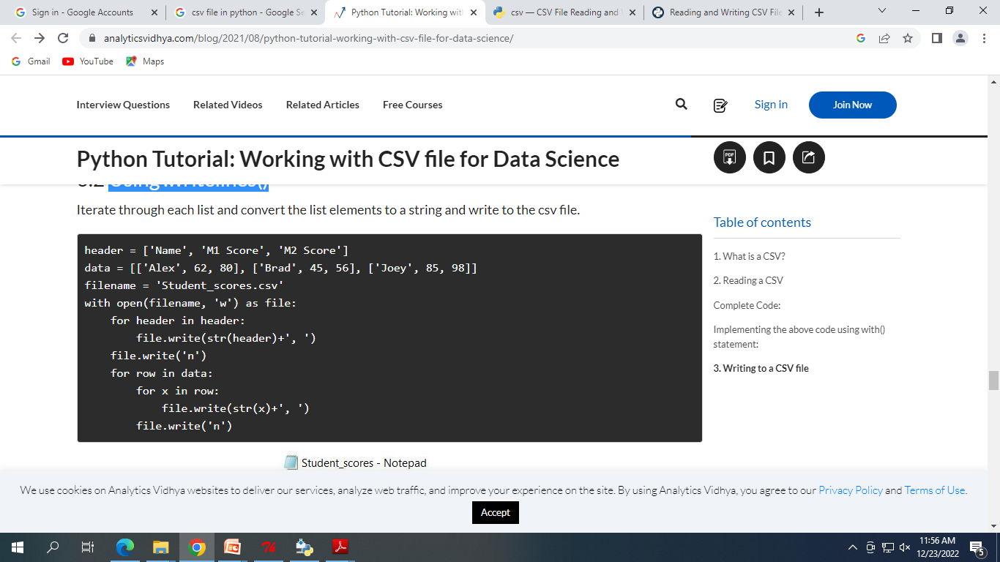 Sign in - Google Accounts
csv file in python - Google Se
Python Tutorial: Working with
csv — CSV File Reading and
Reading and Writing CSV File
analyticsvidhya.com/blog/2021/08/python-tutorial-working-with-csv-file-for-data-science/
Gmail YouTube Maps
Interview Questions Related Videos Related Articles Free Courses Sign in Join Now
Python Tutorial: Working with CSV file for Data Science
PDF
Iterate through each list and convert the list elements to a string and write to the csv file.
header = ['Name', 'M1 Score', 'M2 Score']
data = [['Alex', 62, 80], ['Brad', 45, 56], ['Joey', 85, 98]]
filename = 'Student_scores.csv'
with open(filename, 'w') as file:
    for header in header:
        file.write(str(header)+', ')
    file.write('n')
    for row in data:
        for x in row:
            file.write(str(x)+', ')
        file.write('n')
Student_scores - Notepad
Table of contents
1. What is a CSV?
2. Reading a CSV
Complete Code:
Implementing the above code using with()
statement:
3. Writing to a CSV file
We use cookies on Analytics Vidhya websites to deliver our services, analyze web traffic, and improve your experience on the site. By using Analytics Vidhya, you agree to our Privacy Policy and Terms of Use.
Accept
11:56 AM
12/23/2022
5